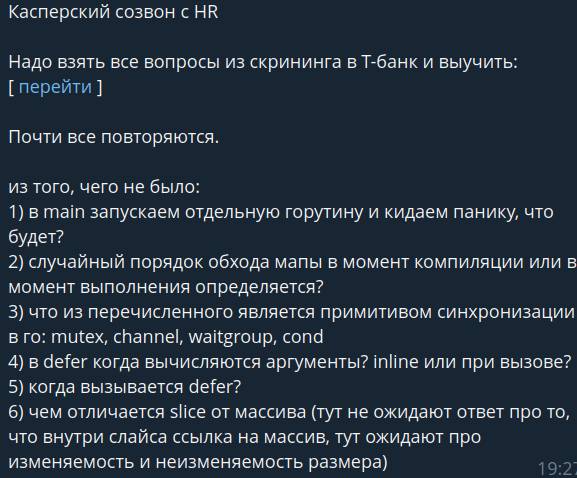 Касперский созвон с HR
Надо взять все вопросы из скрининга в Т-банк и выучить:
[ перейти ]
Почти все повторяются.
из того, чего не было:
1) в main запускаем отдельную горутину и кидаем панику, что
будет?
2) случайный порядок обхода мапы в момент компиляции или в
момент выполнения определяется?
3) что из перечисленного является примитивом синхронизации
в го: mutex, channel, waitgroup, cond
4) в defer когда вычисляются аргументы? inline или при вызове?
5) когда вызывается defer?
6) чем отличается slice от массива (тут не ожидают ответ про то,
что внутри слайса ссылка на массив, тут ожидают про
изменяемость и неизменяемость размера)
19:27